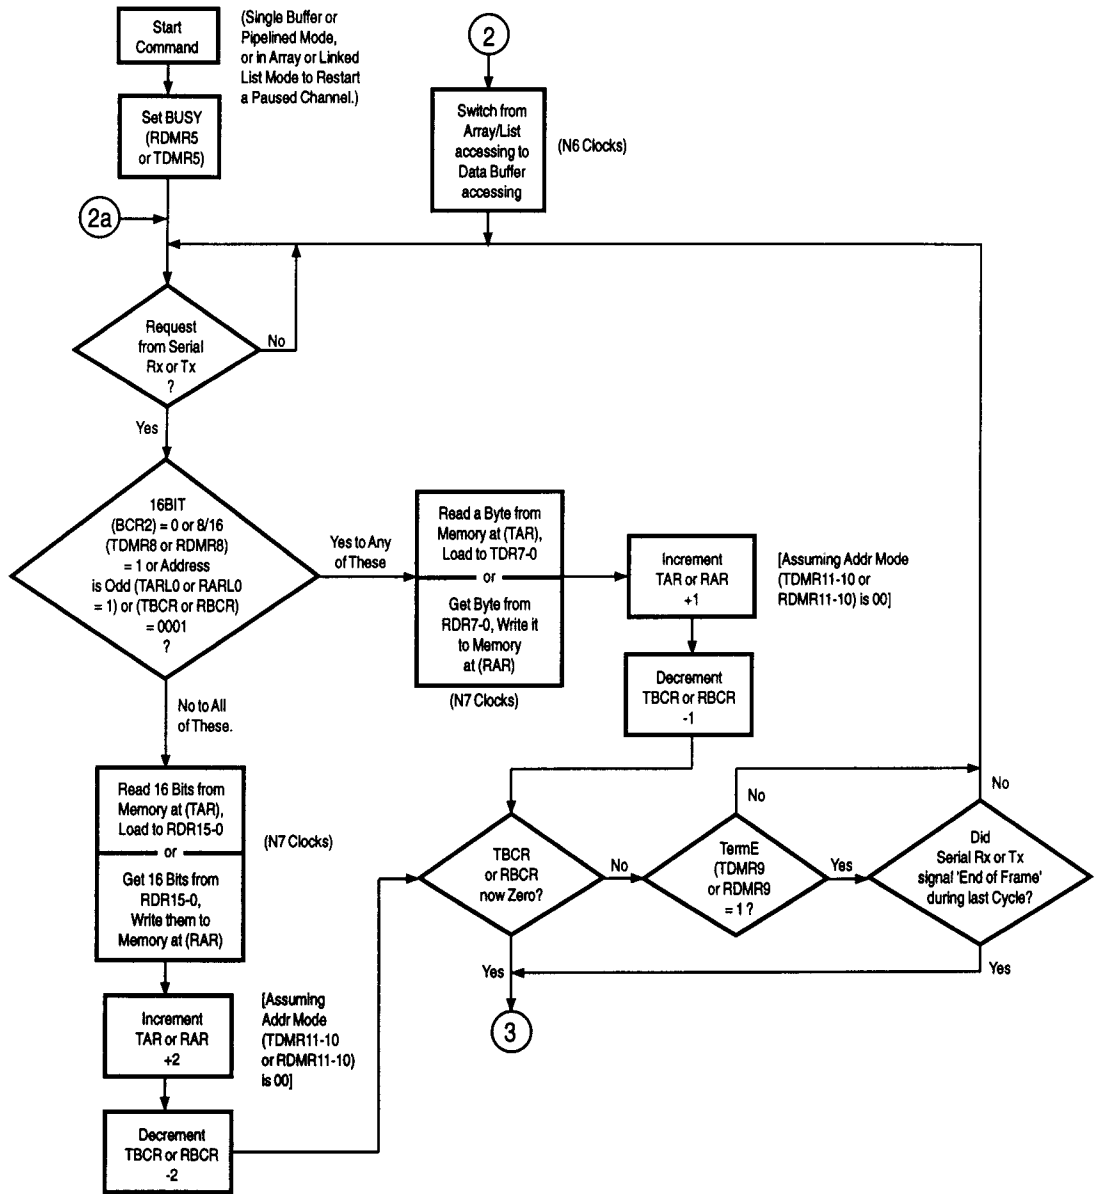 Start
Command
(Single Buffer or
Pipelined Mode,
or in Array or Linked
List Mode to Restart
a Paused Channel.)
Set BUSY
(RDMR5
or TDMR5)
2a
2
Switch from
Array/List
accessing to
Data Buffer
accessing
(N6 Clocks)
Request
from Serial
Rx or Tx
?
No
Yes
16BIT
(BCR2) = 0 or 8/16
(TDMR8 or RDMR8)
= 1 or Address
is Odd (TARL0 or RARL0
= 1) or (TBCR or RBCR)
=0001
?
Yes to Any
of These
Read a Byte from
Memory at (TAR),
Load to TDR7-0
or
Get Byte from
RDR7-0, Write it
to Memory
at (RAR)
(N7 Clocks)
Increment
TAR or RAR
+1
[Assuming Addr Mode
(TDMR11-10 or
RDMR11-10) is 00]
Decrement
TBCR or RBCR
-1
No to All
of These.
Read 16 Bits from
Memory at (TAR),
Load to RDR15-0
or
Get 16 Bits from
RDR15-0,
Write them to
Memory at (RAR)
(N7 Clocks)
Increment
TAR or RAR
+2
[Assuming
Addr Mode
(TDMR11-10
or RDMR11-10)
is 00]
Decrement
TBCR or RBCR
-2
TBCR
or RBCR
now Zero?
No
Yes
TermE
(TDMR9
or RDMR9
= 1 ?
No
Yes
Did
Serial Rx or Tx
signal 'End of Frame'
during last Cycle?
No
Yes
3